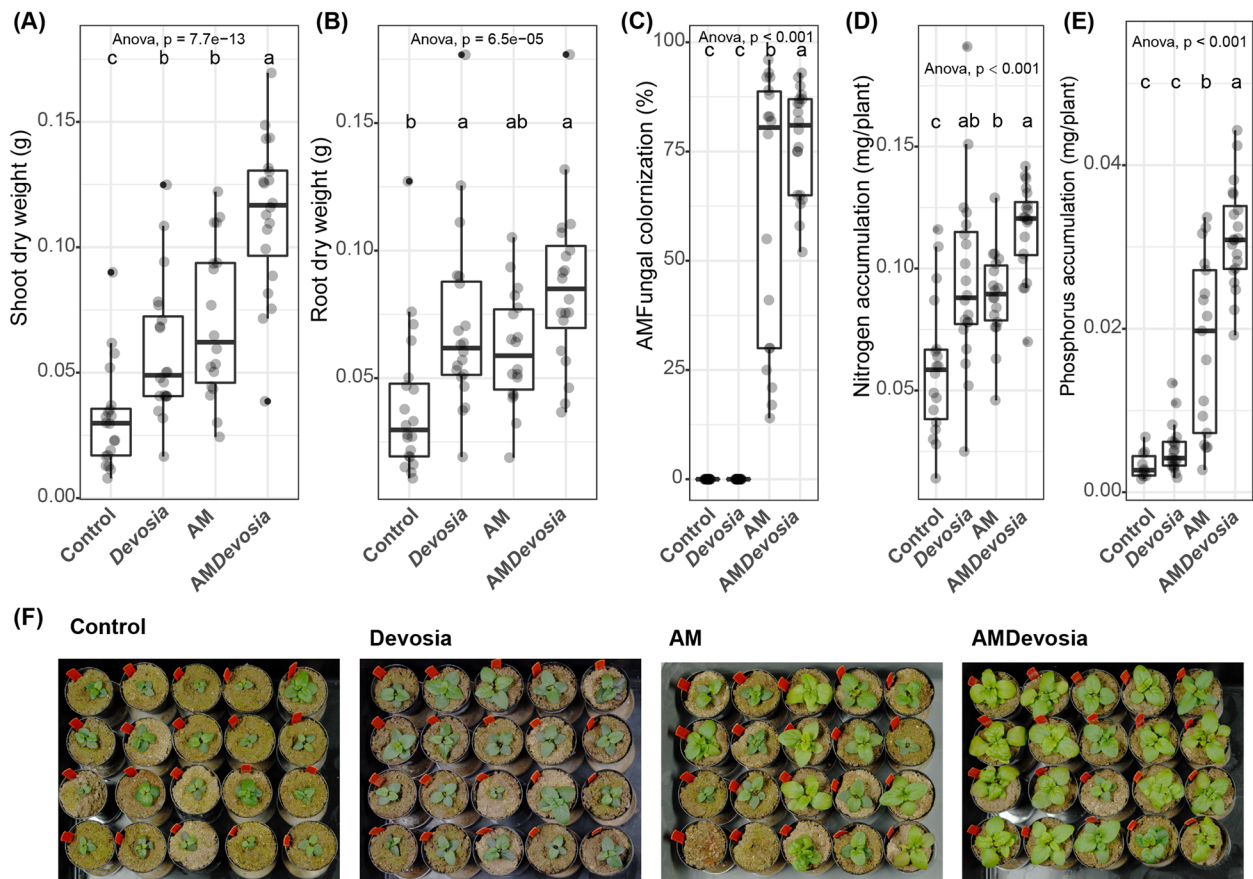 (A)
Shoot dry weight (g)
Anova, p = 7.7e−13
c b b a
0.15
0.10
0.05
0.00
Control
Devosia
AM
AMDevosia
(B)
Root dry weight (g)
Anova, p = 6.5e−05
b a ab a
0.15
0.10
0.05
Control
Devosia
AM
AMDevosia
(C)
AMFungal colornization (%)
Anova, p < 0.001
c c b a
100
75
50
25
0
Control
Devosia
AM
AMDevosia
(D)
Nitrogen accumulation (mg/plant)
Anova, p < 0.001
c ab b a
0.15
0.10
0.05
Control
Devosia
AM
AMDevosia
(E)
Phosphorus accumulation (mg/plant)
Anova, p < 0.001
c c b a
0.04
0.02
0.00
Control
Devosia
AM
AMDevosia
(F)
Control
Devosia
AM
AMDevosia